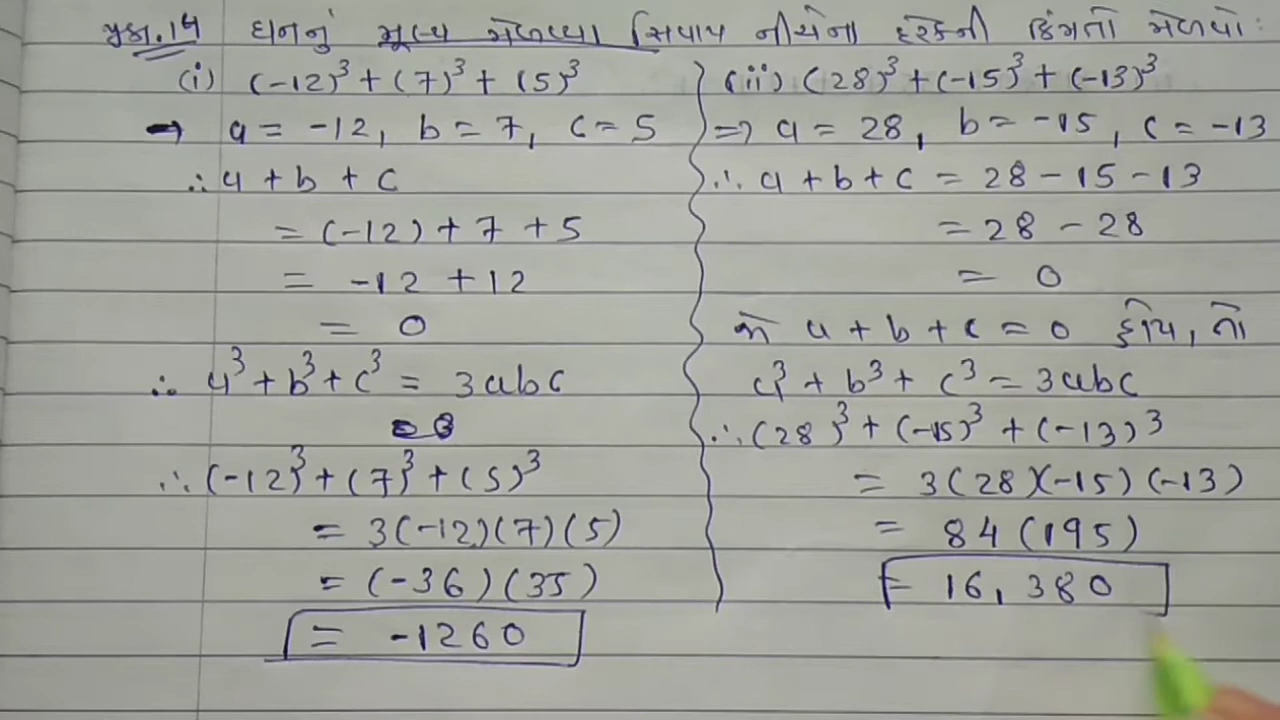 પ્રશ્ન.14 ઘનનું મૂલ્ય મેળવ્યા સિવાય નીચેના દરેકની કિંમતો મેળવો:
(i) (-12)³ + (7)³ + (5)³
→ a = -12, b = 7, c = 5
∴ a + b + c
= (-12) + 7 + 5
= -12 + 12
= 0
∴ a³ + b³ + c³ = 3abc
∴ (-12)³ + (7)³ + (5)³
= 3(-12)(7)(5)
= (-36)(35)
= -1260
(ii) (28)³ + (-15)³ + (-13)³
⇒ a = 28, b = -15, c = -13
∴ a + b + c = 28 - 15 - 13
= 28 - 28
= 0
જો a + b + c = 0 હોય, તો
a³ + b³ + c³ = 3abc
∴ (28)³ + (-15)³ + (-13)³
= 3(28)(-15)(-13)
= 84(195)
= 16,380